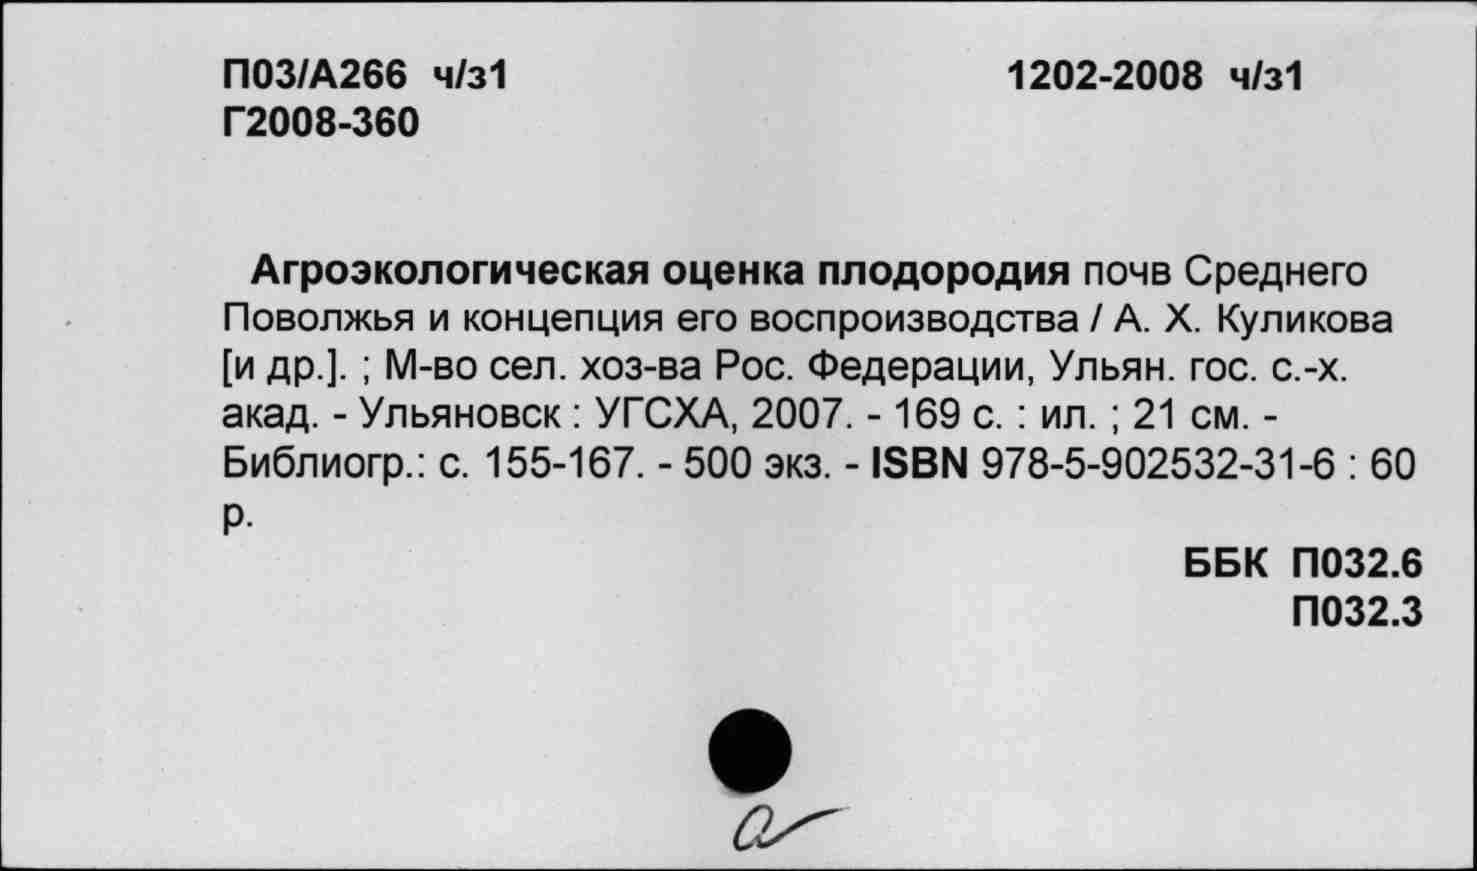 П03/А266 ч/з1 1202-2008 ч/з1
Г2008-360
Агроэкологическая оценка плодородия почв Среднего
Поволжья и концепция его воспроизводства / А. Х. Куликова
[и др.]. ; М-во сел. хоз-ва Рос. Федерации, Ульян. гос. с.-х.
акад. - Ульяновск : УГСХА, 2007. - 169 с. : ил. ; 21 см. -
Библиогр.: с. 155-167. - 500 экз. - ISBN 978-5-902532-31-6 : 60
р.
ББК П032.6
П032.3
а